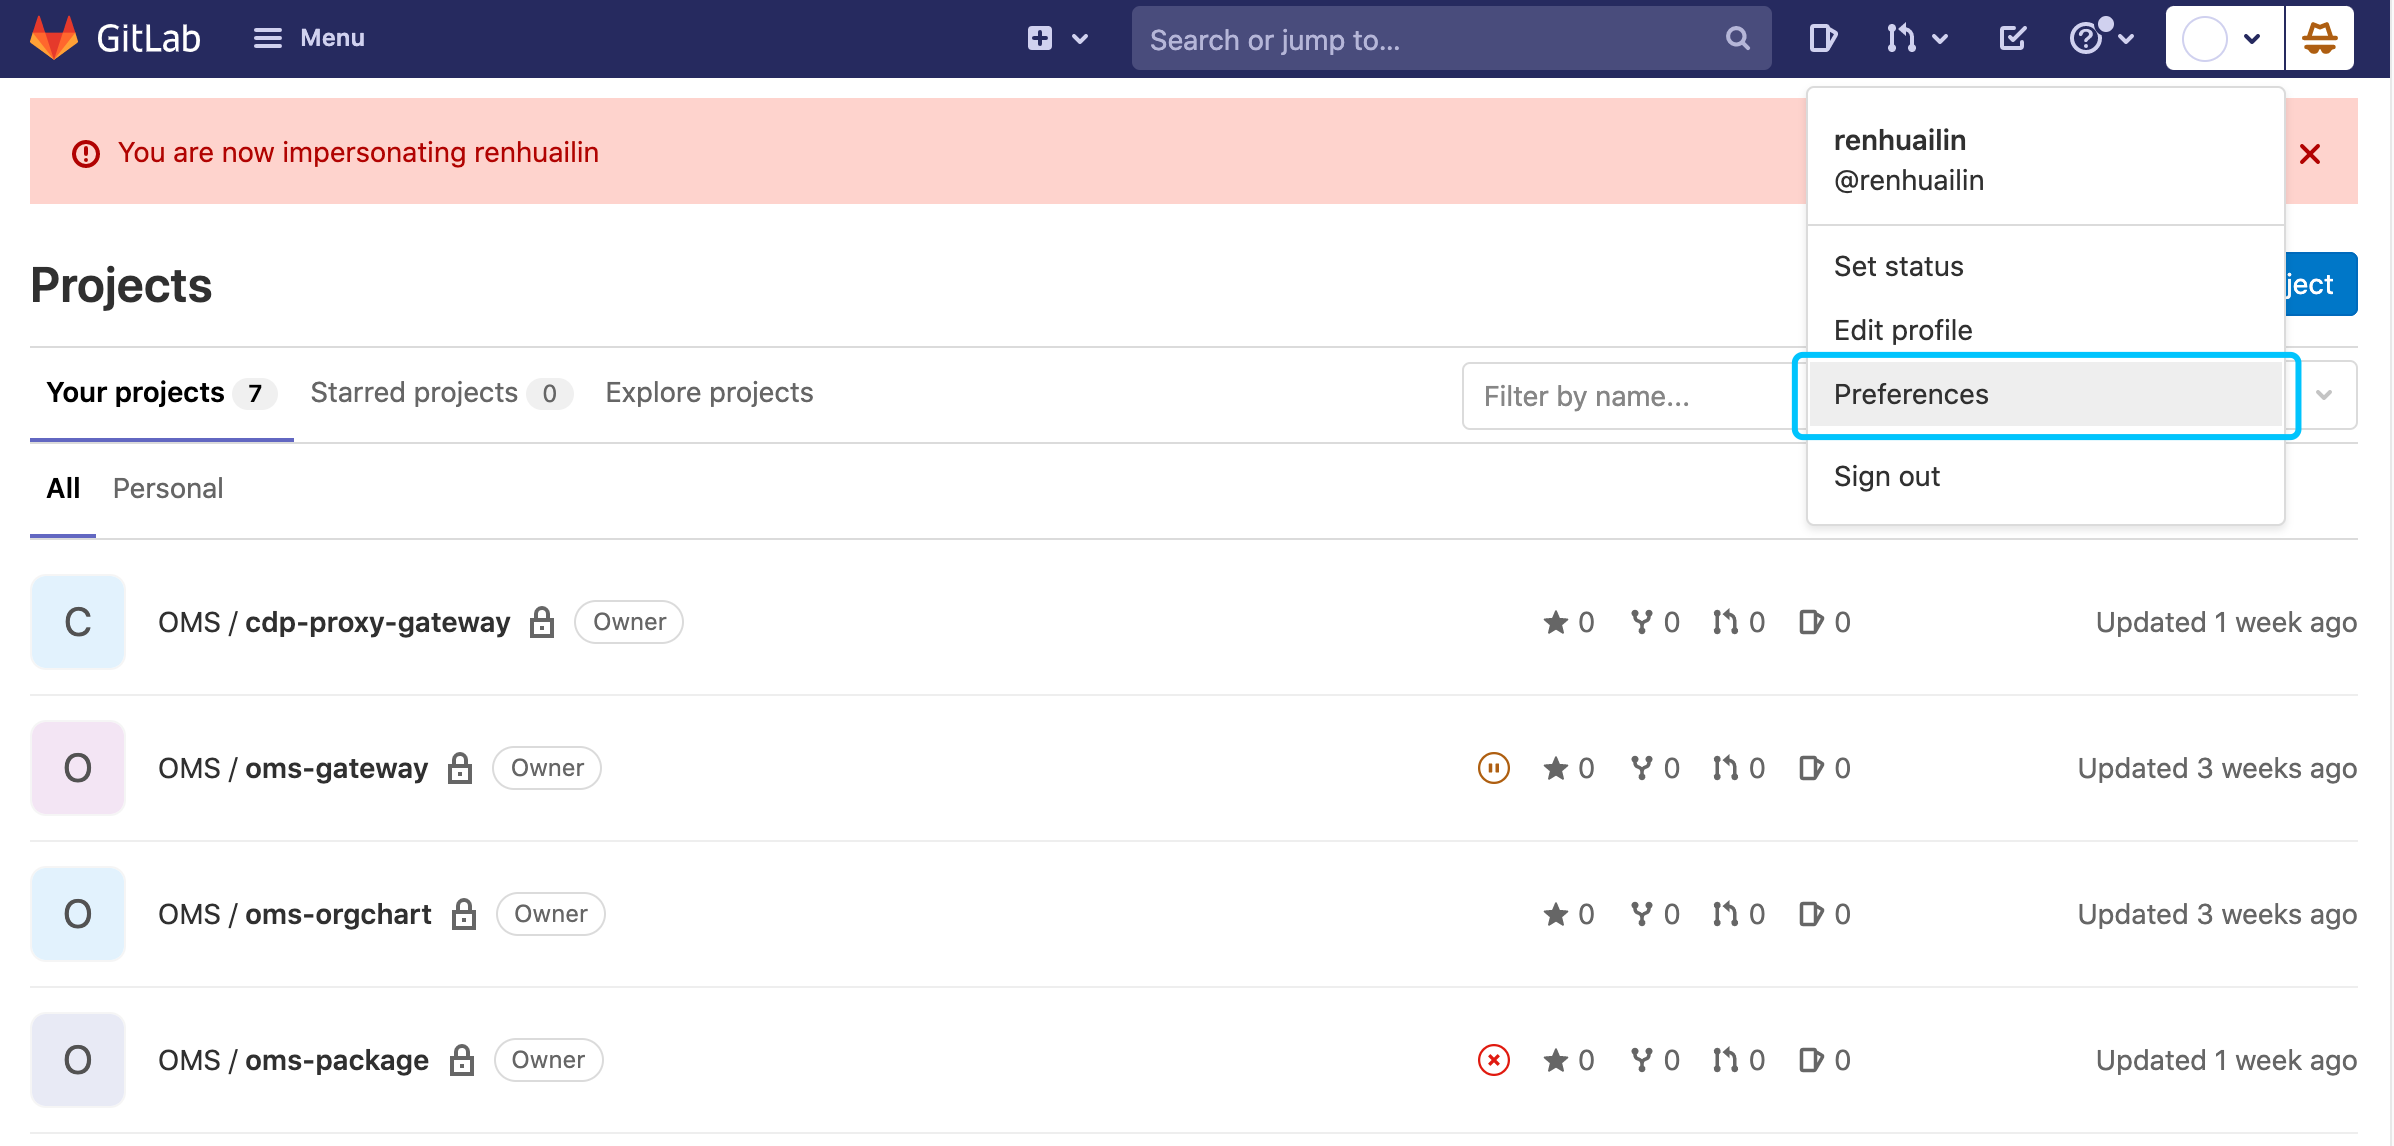 GitLab Menu Search or jump to...
You are now impersonating renhuailin
renhuailin
@renhuailin
Set status
Edit profile
Preferences
Sign out
Projects
ject
Your projects 7 Starred projects 0 Explore projects Filter by name...
All Personal
C OMS / cdp-proxy-gateway Owner 0 0 0 0 Updated 1 week ago
O OMS / oms-gateway Owner 0 0 0 0 Updated 3 weeks ago
O OMS / oms-orgchart Owner 0 0 0 0 Updated 3 weeks ago
O OMS / oms-package Owner 0 0 0 0 Updated 1 week ago